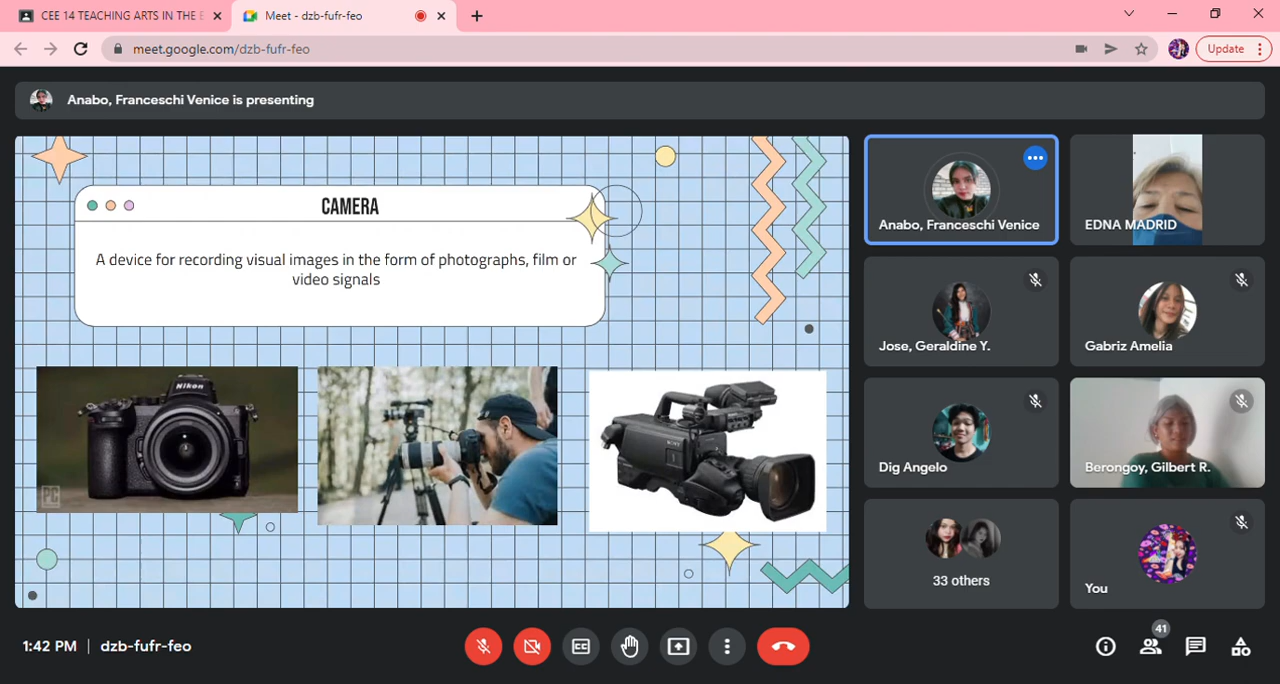 CEE 14 TEACHING ARTS IN THE E
Meet - dzb-fufr-feo
meet.google.com/dzb-fufr-feo
Update
Anabo, Franceschi Venice is presenting
CAMERA
A device for recording visual images in the form of photographs, film or
video signals
Nikon
PC
SONY
Anabo, Franceschi Venice
EDNA MADRID
Jose, Geraldine Y.
Gabriz Amelia
Dig Angelo
Berongoy, Gilbert R.
33 others
You
1:42 PM | dzb-fufr-feo
CC
41